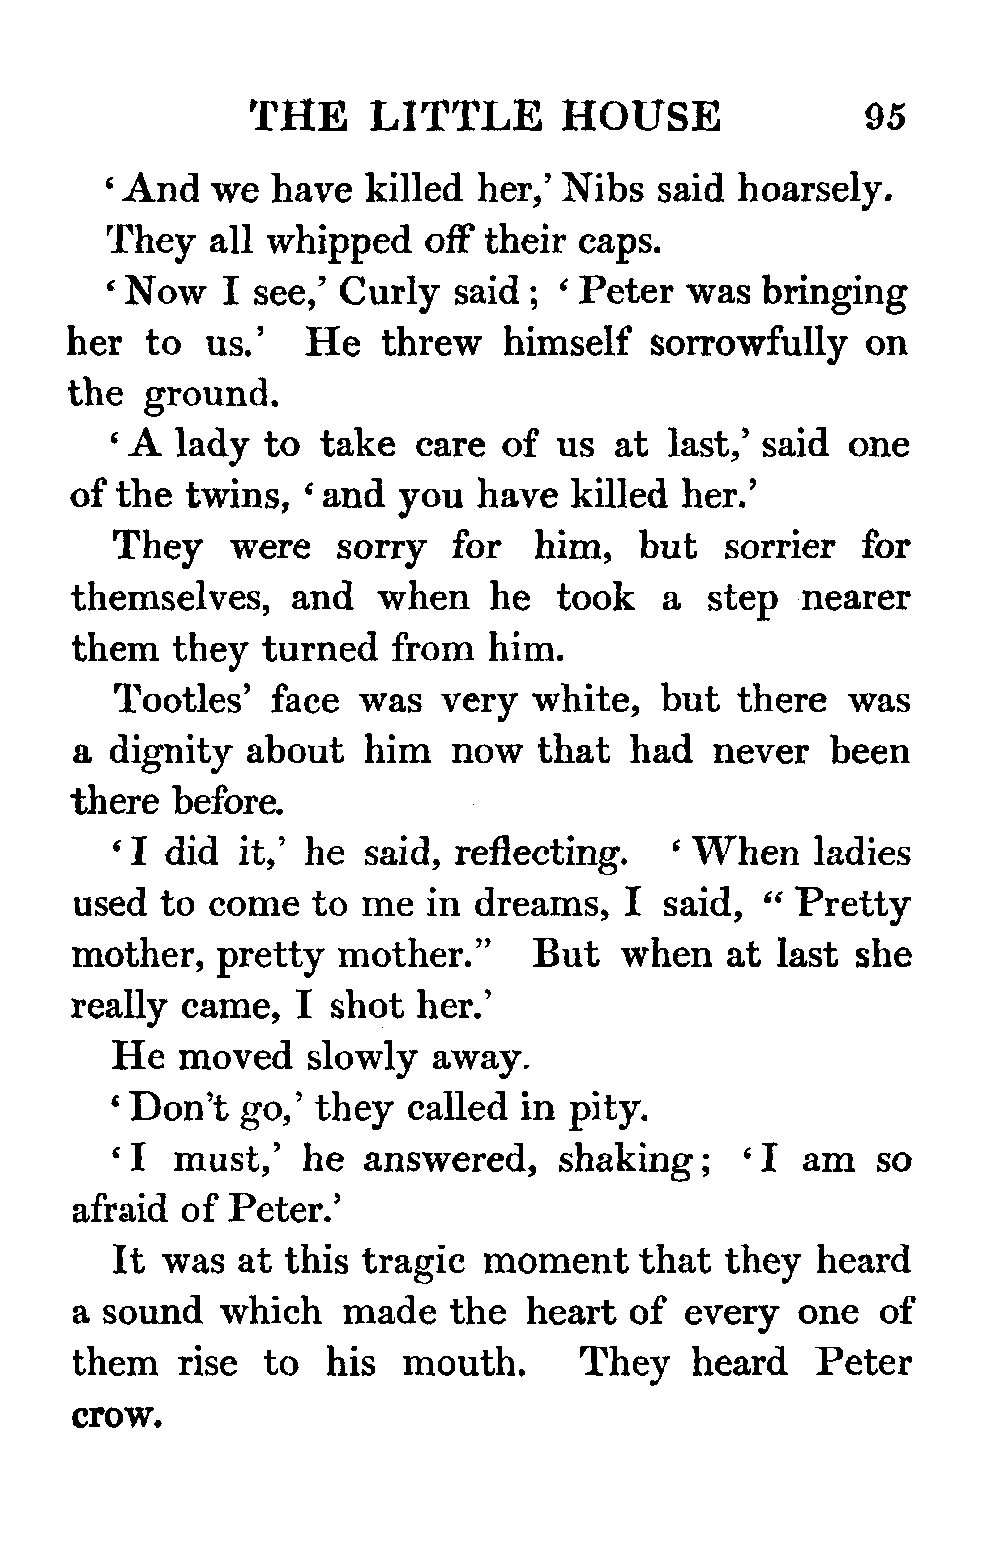 THE LITTLE HOUSE 95
‘And we have killed her,’ Nibs said hoarsely.
They all whipped off their caps.
‘Now I see,’ Curly said; ‘Peter was bringing
her to us.’ He threw himself sorrowfully on
the ground.
‘A lady to take care of us at last,’ said one
of the twins, ‘and you have killed her.’
They were sorry for him, but sorrier for
themselves, and when he took a step nearer
them they turned from him.
Tootles’ face was very white, but there was
a dignity about him now that had never been
there before.
‘I did it,’ he said, reflecting. ‘When ladies
used to come to me in dreams, I said, “Pretty
mother, pretty mother.” But when at last she
really came, I shot her.’
He moved slowly away.
‘Don't go,’ they called in pity.
‘I must,’ he answered, shaking; ‘I am so
afraid of Peter.’
It was at this tragic moment that they heard
a sound which made the heart of every one of
them rise to his mouth. They heard Peter
crow.